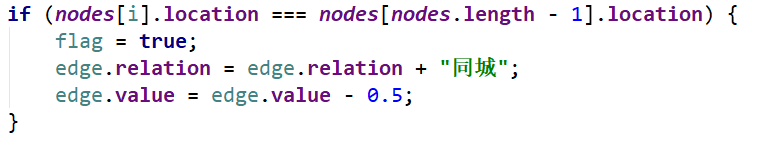 if (nodes[i].location === nodes[nodes.length - 1].location) {
    flag = true;
    edge.relation = edge.relation + "同城";
    edge.value = edge.value - 0.5;
}